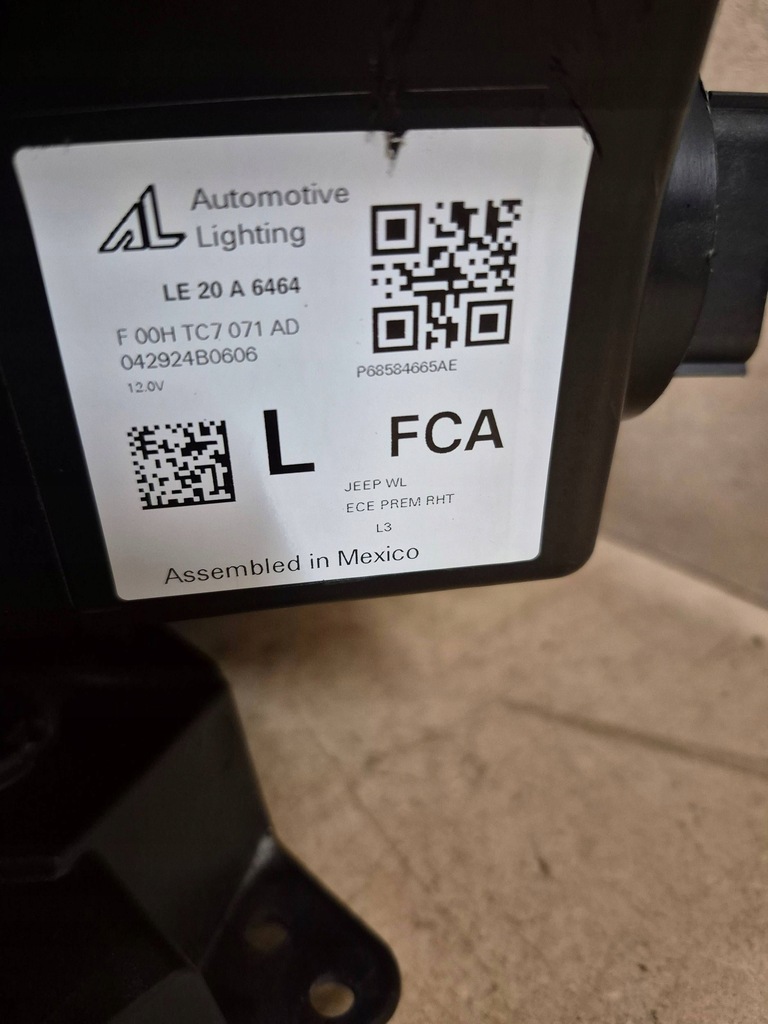 AL Automotive
Lighting
LE 20 A 6464
F 00H TC7 071 AD
042924B0606
12.0V
P68584665AE
L FCA
JEEP WL
ECE PREM RHT
L3
Assembled in Mexico